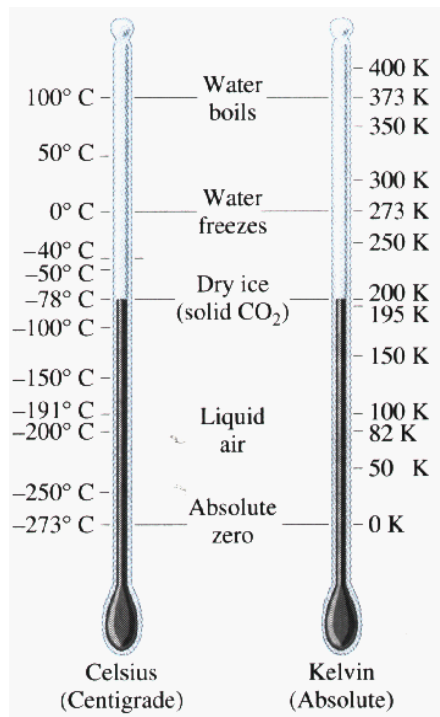 400 K
Water
boils
100° C
373 K
350 K
50° C
300 K
Water
freezes
0° C
273 K
250 K
–40° C
–50° C
Dry ice
(solid CO₂)
–78° C
200 K
195 K
–100° C
150 K
–150° C
–191° C
–200° C
Liquid
air
100 K
82 K
50 K
–250° C
Absolute
zero
–273° C
0 K
Celsius
(Centigrade)
Kelvin
(Absolute)